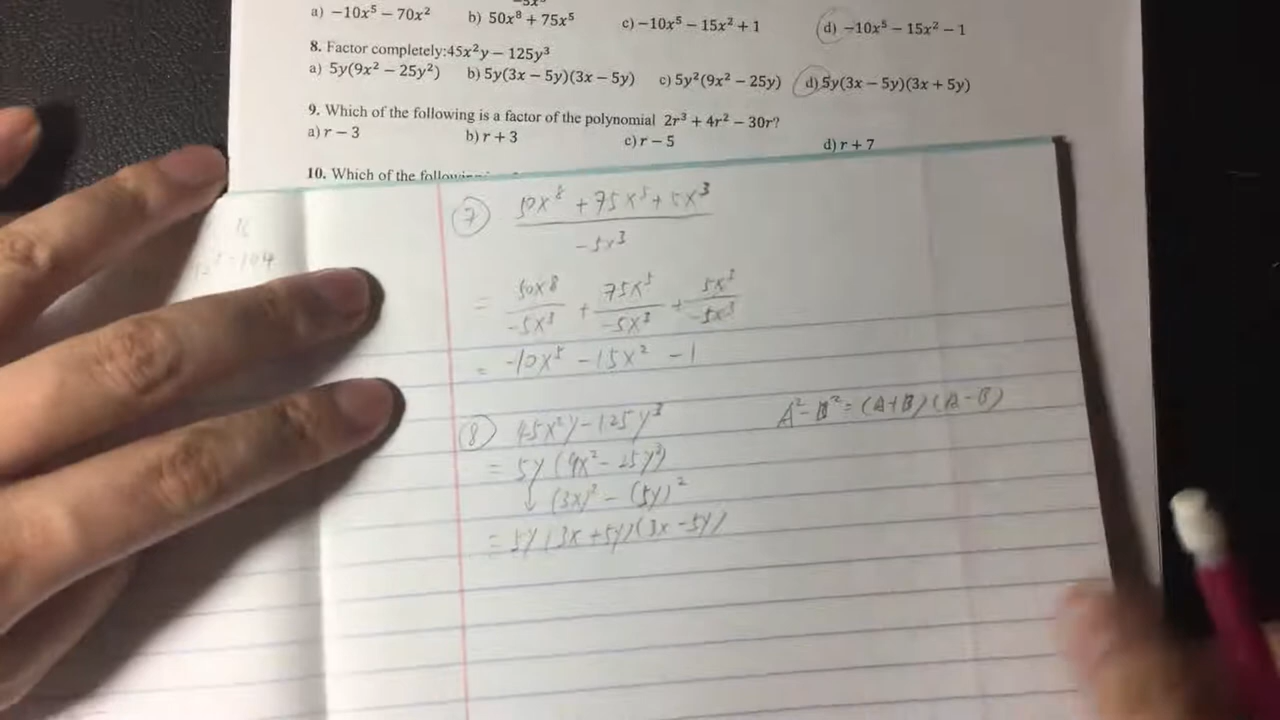 a) −10x⁵ − 70x² b) 50x⁸ + 75x⁵ c) −10x⁵ − 15x² + 1 d) −10x⁵ − 15x² − 1
8. Factor completely:45x²y − 125y³
a) 5y(9x² − 25y²) b) 5y(3x − 5y)(3x − 5y) c) 5y²(9x² − 25y) d) 5y(3x − 5y)(3x + 5y)
9. Which of the following is a factor of the polynomial 2r³ + 4r² − 30r?
a) r − 3 b) r + 3 c) r − 5 d) r + 7
10. Which of the following
7 50x⁸ + 75x⁵ + 5x³
−5x³
= 50x⁸/−5x³ + 75x⁵/−5x³ + 5x³/−5x³
= −10x⁵ − 15x² − 1
8 45x²y − 125y³ A² − B² = (A+B)(A−B)
= 5y (9x² − 25y²)
↓ (3x)² − (5y)²
= 5y (3x + 5y)(3x − 5y)